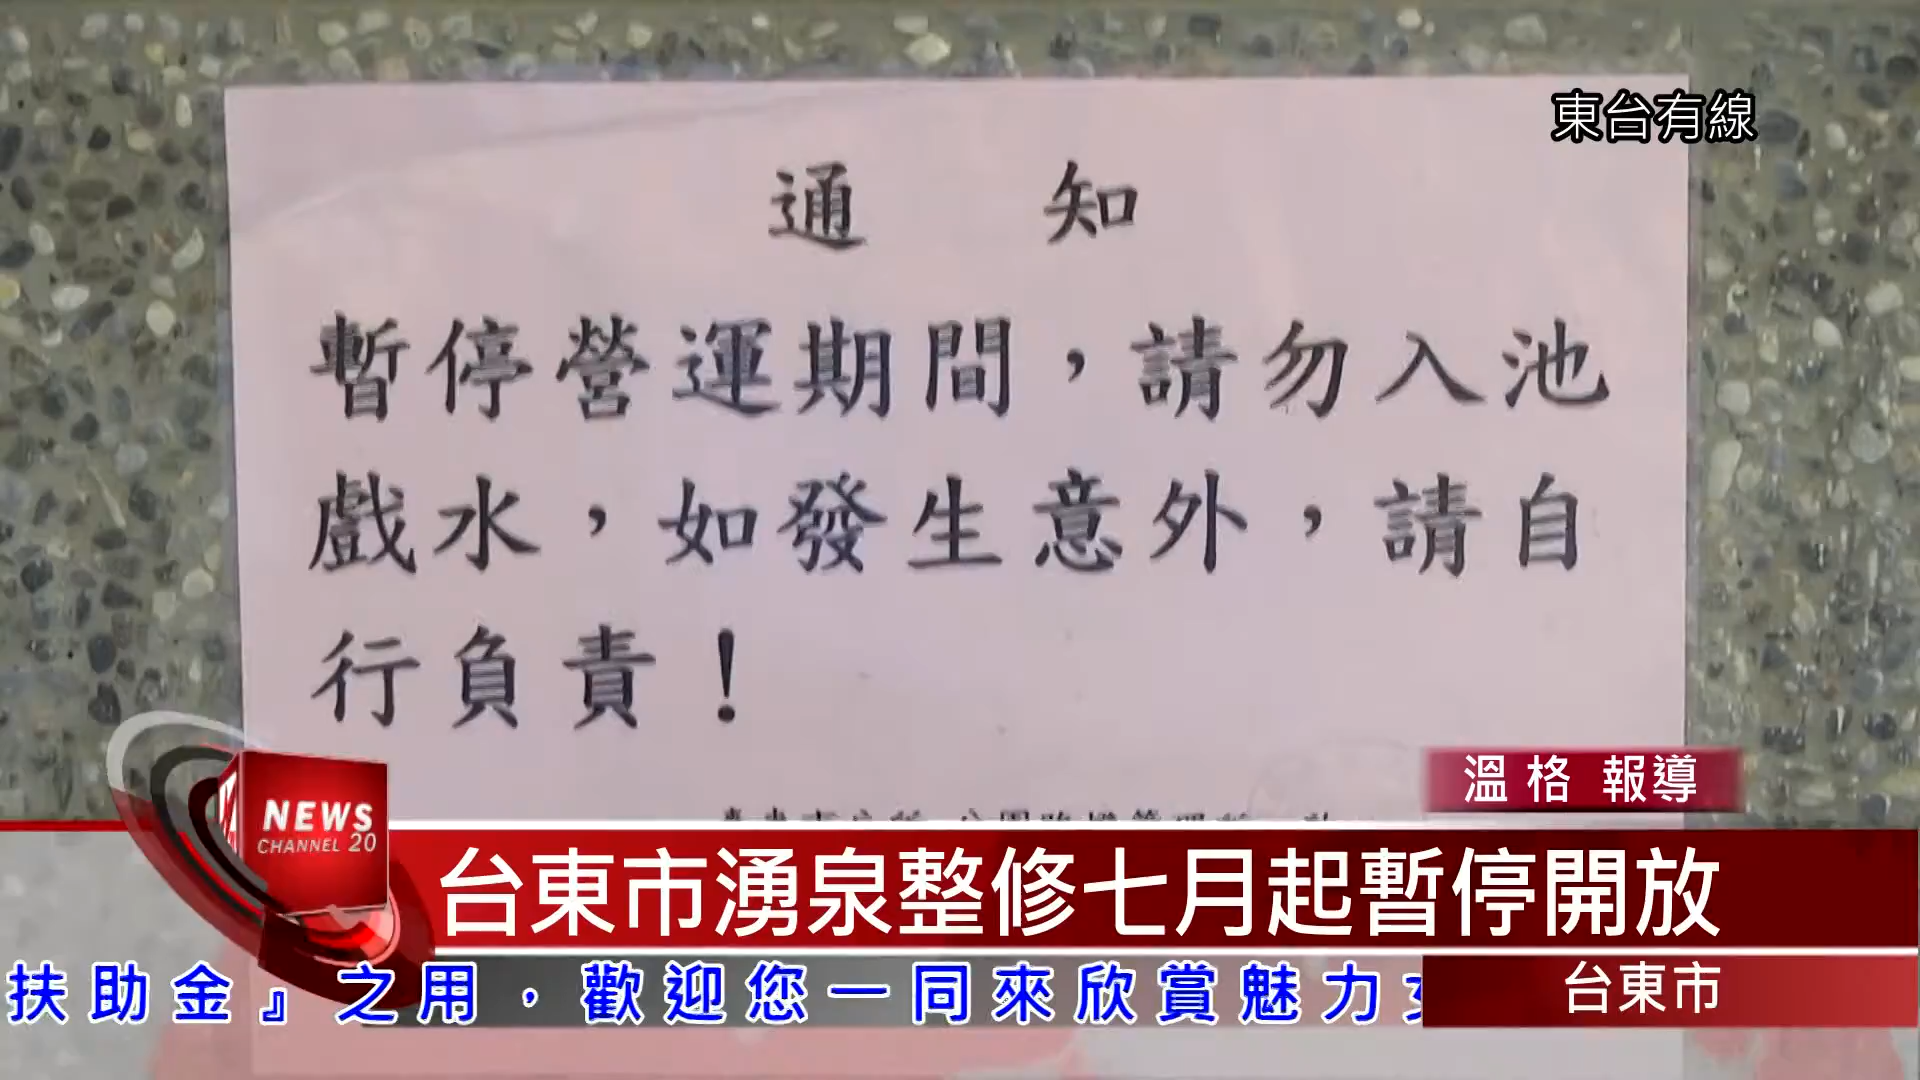 東台有線
通 知
暫停營運期間，請勿入池
戲水，如發生意外，請自
行負責！
溫格 報導
NEWS
CHANNEL 20
台東市湧泉整修七月起暫停開放
扶助金』之用，歡迎您一同來欣賞魅力
台東市